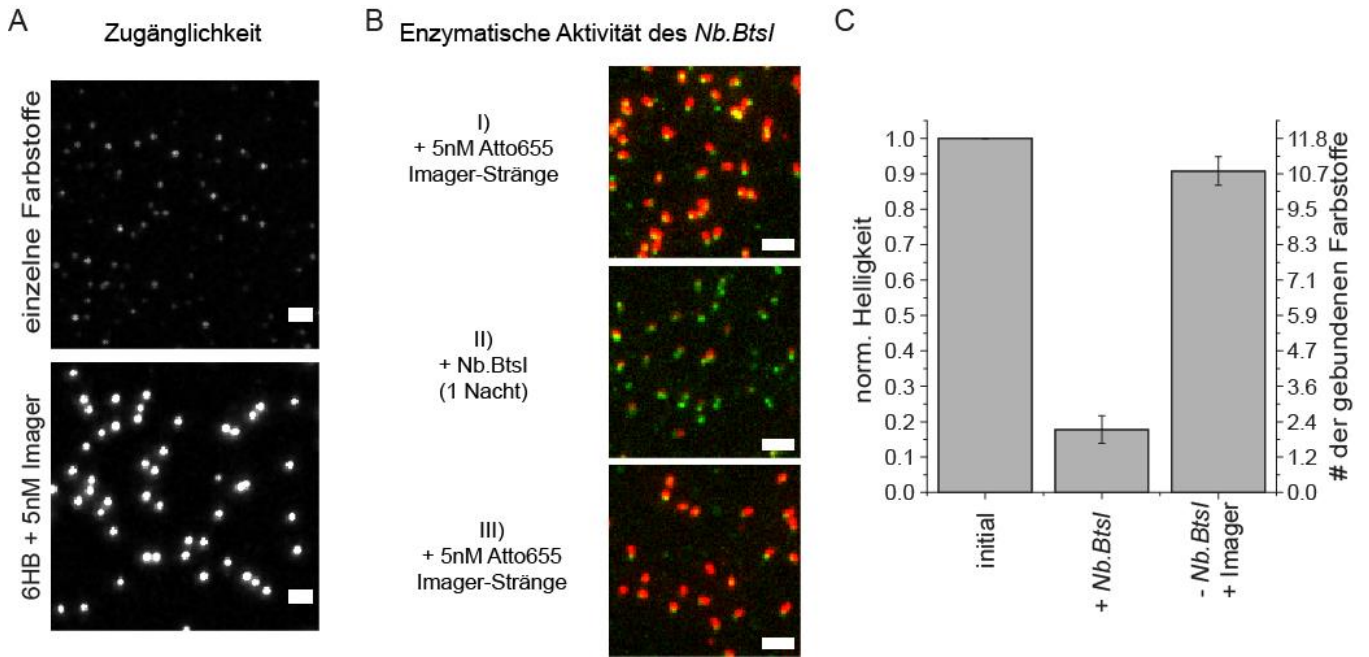 A
Zugänglichkeit
einzelne Farbstoffe
6HB + 5nM Imager
B
Enzymatische Aktivität des Nb.BtsI
I)
+ 5nM Atto655
Imager-Stränge
II)
+ Nb.BtsI
(1 Nacht)
III)
+ 5nM Atto655
Imager-Stränge
C
norm. Helligkeit
1.0
0.9
0.8
0.7
0.6
0.5
0.4
0.3
0.2
0.1
0.0
11.8
10.7
9.5
8.3
7.1
5.9
4.7
3.6
2.4
1.2
0.0
# der gebundenen Farbstoffe
initial
+ Nb.BtsI
- Nb.BtsI
+ Imager